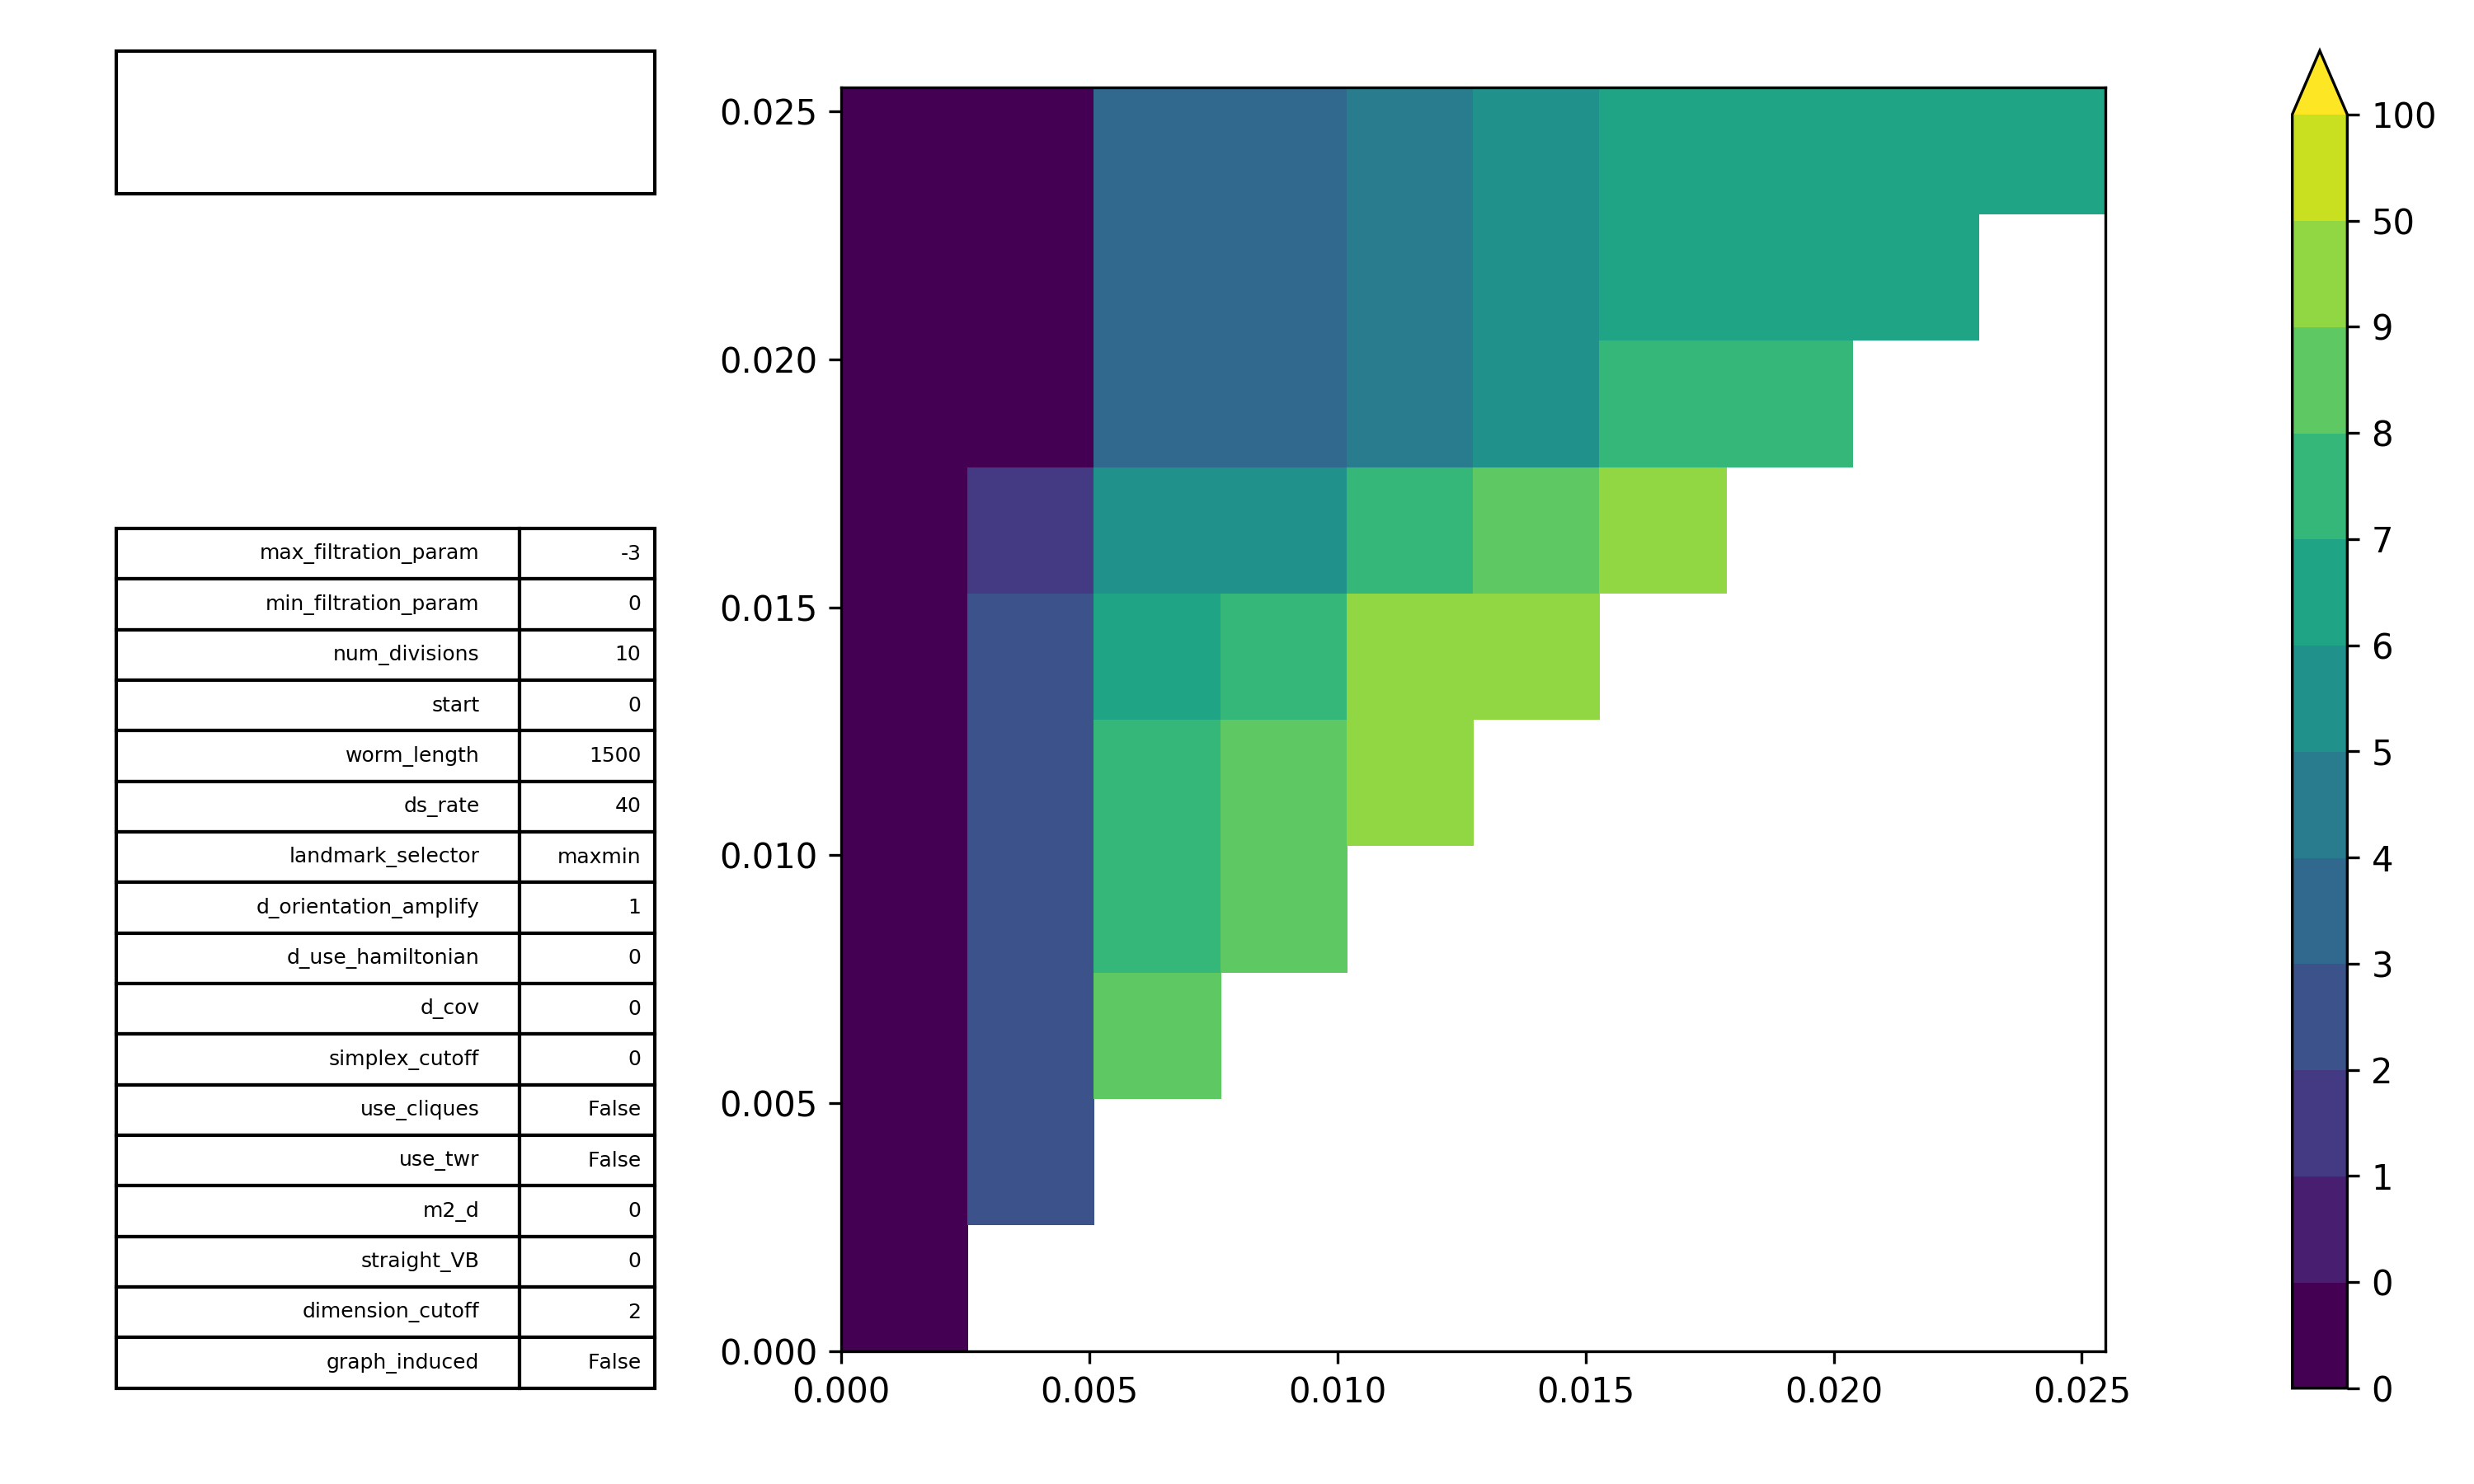 max_filtration_param -3
min_filtration_param 0
num_divisions 10
start 0
worm_length 1500
ds_rate 40
landmark_selector maxmin
d_orientation_amplify 1
d_use_hamiltonian 0
d_cov 0
simplex_cutoff 0
use_cliques False
use_twr False
m2_d 0
straight_VB 0
dimension_cutoff 2
graph_induced False
0.025
0.020
0.015
0.010
0.005
0.000
0.000 0.005 0.010 0.015 0.020 0.025
100
50
9
8
7
6
5
4
3
2
1
0
0